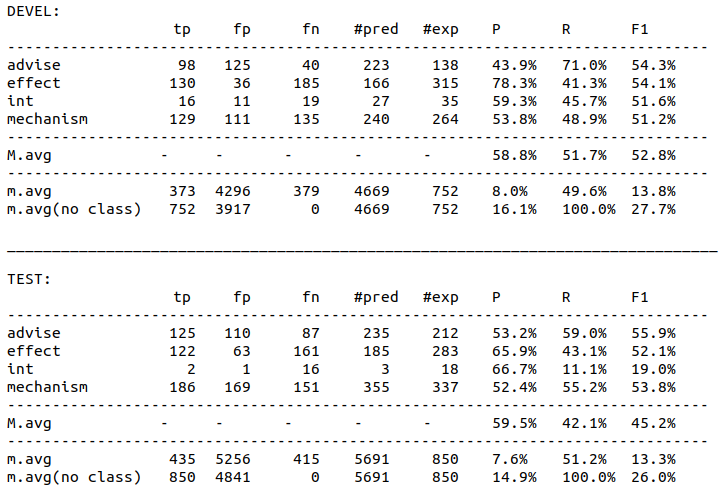 DEVEL:
tp fp fn #pred #exp P R F1
------------------------------------------------------------------------------
advise 98 125 40 223 138 43.9% 71.0% 54.3%
effect 130 36 185 166 315 78.3% 41.3% 54.1%
int 16 11 19 27 35 59.3% 45.7% 51.6%
mechanism 129 111 135 240 264 53.8% 48.9% 51.2%
------------------------------------------------------------------------------
M.avg - - - - - 58.8% 51.7% 52.8%
------------------------------------------------------------------------------
m.avg 373 4296 379 4669 752 8.0% 49.6% 13.8%
m.avg(no class) 752 3917 0 4669 752 16.1% 100.0% 27.7%
_______________________________________________________________________________
TEST:
tp fp fn #pred #exp P R F1
------------------------------------------------------------------------------
advise 125 110 87 235 212 53.2% 59.0% 55.9%
effect 122 63 161 185 283 65.9% 43.1% 52.1%
int 2 1 16 3 18 66.7% 11.1% 19.0%
mechanism 186 169 151 355 337 52.4% 55.2% 53.8%
------------------------------------------------------------------------------
M.avg - - - - - 59.5% 42.1% 45.2%
------------------------------------------------------------------------------
m.avg 435 5256 415 5691 850 7.6% 51.2% 13.3%
m.avg(no class) 850 4841 0 5691 850 14.9% 100.0% 26.0%